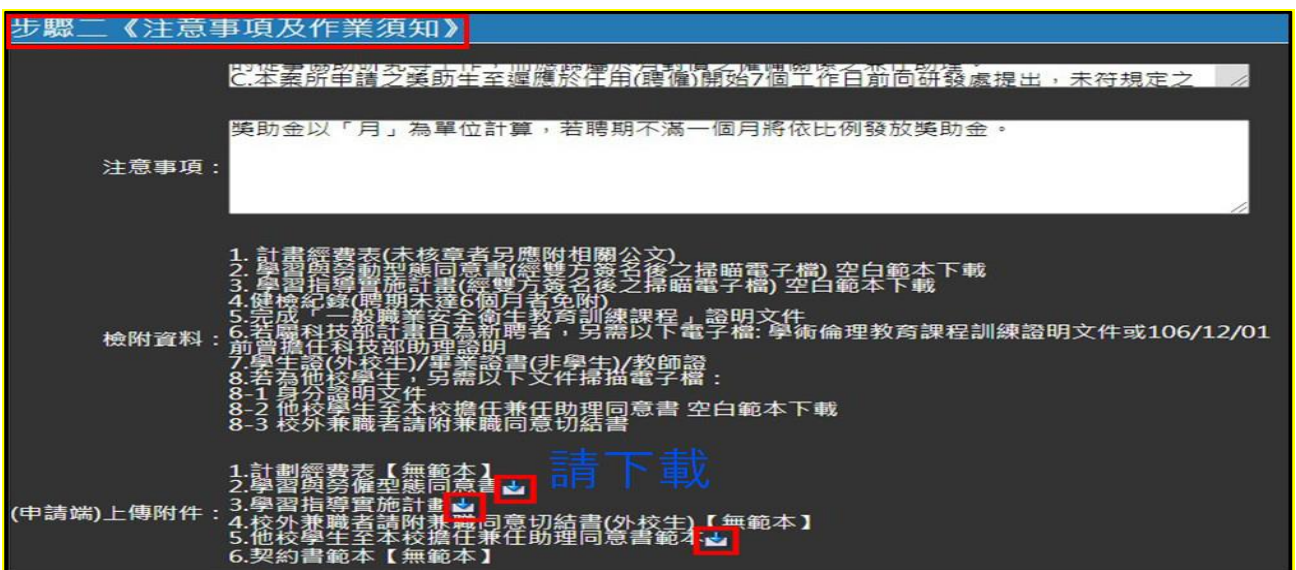 步驟二《注意事項及作業須知》
C.本案所申請之獎助生至遲應於任用(聘僱)開始7個工作日前向研發處提出，未符規定之
獎助金以「月」為單位計算，若聘期不滿一個月將依比例發放獎助金。
注意事項：
1. 計畫經費表(未核章者另應附相關公文)
2. 學習與勞動型態同意書(經雙方簽名後之掃瞄電子檔) 空白範本下載
3. 學習指導實施計畫(經雙方簽名後之掃瞄電子檔) 空白範本下載
4.健檢紀錄(聘期未達6個月者免附)
5.完成「一般職業安全衛生教育訓練課程」證明文件
檢附資料：
6.若屬科技部計畫且為新聘者，另需以下電子檔: 學術倫理教育課程訓練證明文件或106/12/01
前曾擔任科技部助理證明
7.學生證(外校生)/畢業證書(非學生)/教師證
8.若為他校學生，另需以下文件掃描電子檔：
8-1 身分證明文件
8-2 他校學生至本校擔任兼任助理同意書 空白範本下載
8-3 校外兼職者請附兼職同意切結書
請下載
1.計劃經費表【無範本】
2.學習與勞僱型態同意書
(申請端)上傳附件：
3.學習指導實施計畫
4.校外兼職者請附兼職同意切結書(外校生)【無範本】
5.他校學生至本校擔任兼任助理同意書範本
6.契約書範本【無範本】